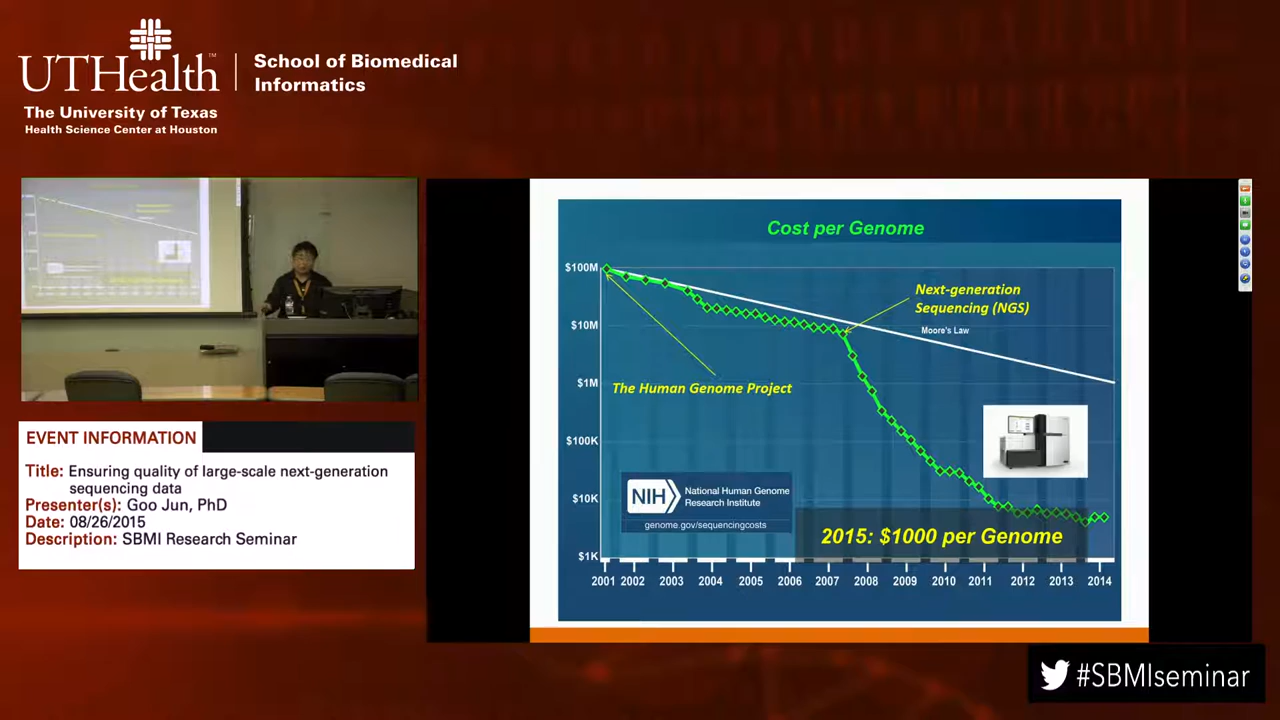 UTHealth™
The University of Texas
Health Science Center at Houston
School of Biomedical
Informatics
EVENT INFORMATION
Title: Ensuring quality of large-scale next-generation
sequencing data
Presenter(s): Goo Jun, PhD
Date: 08/26/2015
Description: SBMI Research Seminar
Cost per Genome
$100M
$10M
$1M
$100K
$10K
$1K
Next-generation
Sequencing (NGS)
Moore's Law
The Human Genome Project
NIH
National Human Genome
Research Institute
genome.gov/sequencingcosts
2015: $1000 per Genome
2001 2002 2003 2004 2005 2006 2007 2008 2009 2010 2011 2012 2013 2014
#SBMIseminar